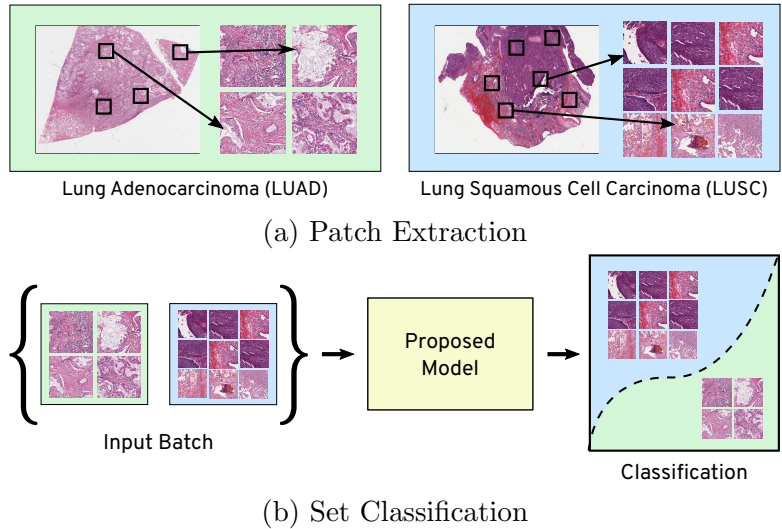 Lung Adenocarcinoma (LUAD)
Lung Squamous Cell Carcinoma (LUSC)
(a) Patch Extraction
Proposed
Model
Input Batch
Classification
(b) Set Classification